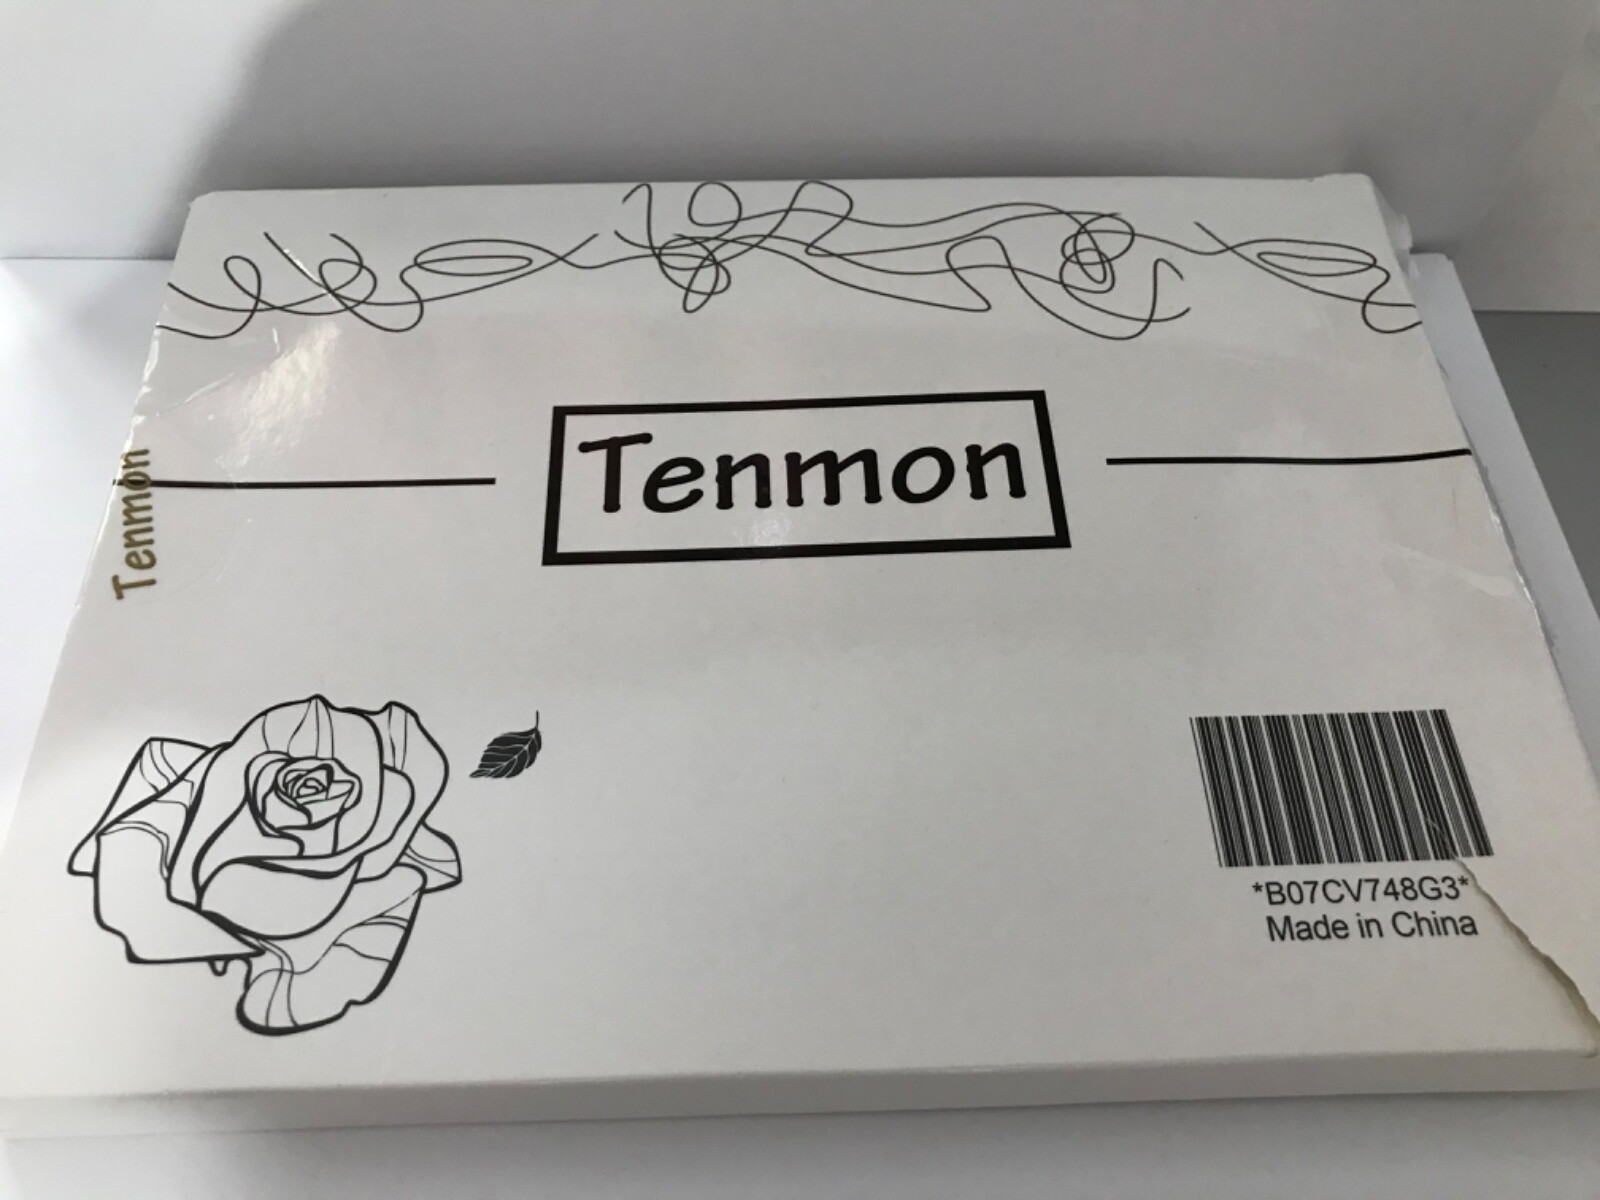 Tenmon
Tenmon
*B07CV748G3*
Made in China